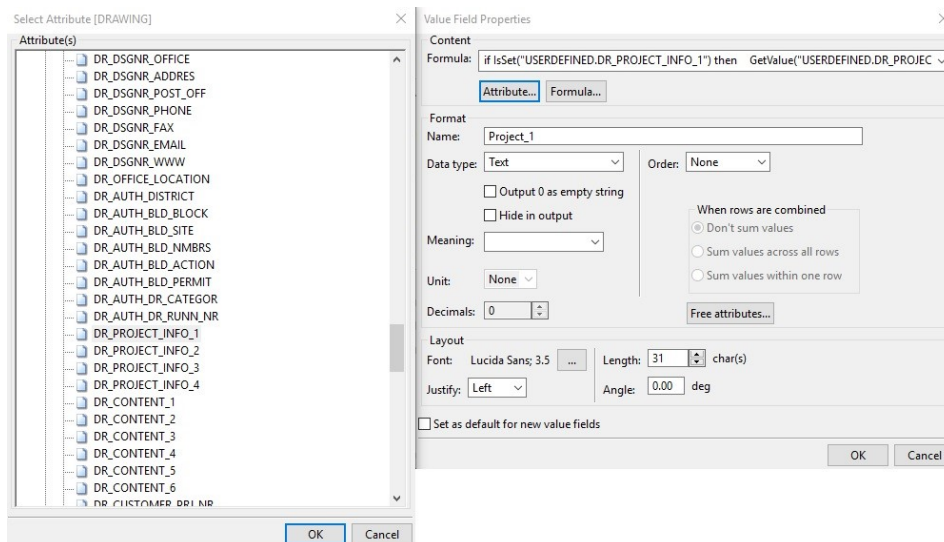 Select Attribute [DRAWING]
Attribute(s)
DR_DSGNR_OFFICE
DR_DSGNR_ADDRES
DR_DSGNR_POST_OFF
DR_DSGNR_PHONE
DR_DSGNR_FAX
DR_DSGNR_EMAIL
DR_DSGNR_WWW
DR_OFFICE_LOCATION
DR_AUTH_DISTRICT
DR_AUTH_BLD_BLOCK
DR_AUTH_BLD_SITE
DR_AUTH_BLD_NMBRS
DR_AUTH_BLD_ACTION
DR_AUTH_BLD_PERMIT
DR_AUTH_DR_CATEGOR
DR_AUTH_DR_RUNN_NR
DR_PROJECT_INFO_1
DR_PROJECT_INFO_2
DR_PROJECT_INFO_3
DR_PROJECT_INFO_4
DR_CONTENT_1
DR_CONTENT_2
DR_CONTENT_3
DR_CONTENT_4
DR_CONTENT_5
DR_CONTENT_6
DR_CUSTOMER_PRJ_NR
OK Cancel
Value Field Properties
Content
Formula: if IsSet("USERDEFINED.DR_PROJECT_INFO_1") then GetValue("USERDEFINED.DR_PROJEC
Attribute... Formula...
Format
Name: Project_1
Data type: Text Order: None
Output 0 as empty string
Hide in output
When rows are combined
Don't sum values
Sum values across all rows
Sum values within one row
Meaning:
Unit: None
Decimals: 0
Free attributes...
Layout
Font: Lucida Sans; 3.5 ... Length: 31 char(s)
Justify: Left Angle: 0.00 deg
Set as default for new value fields
OK Cancel